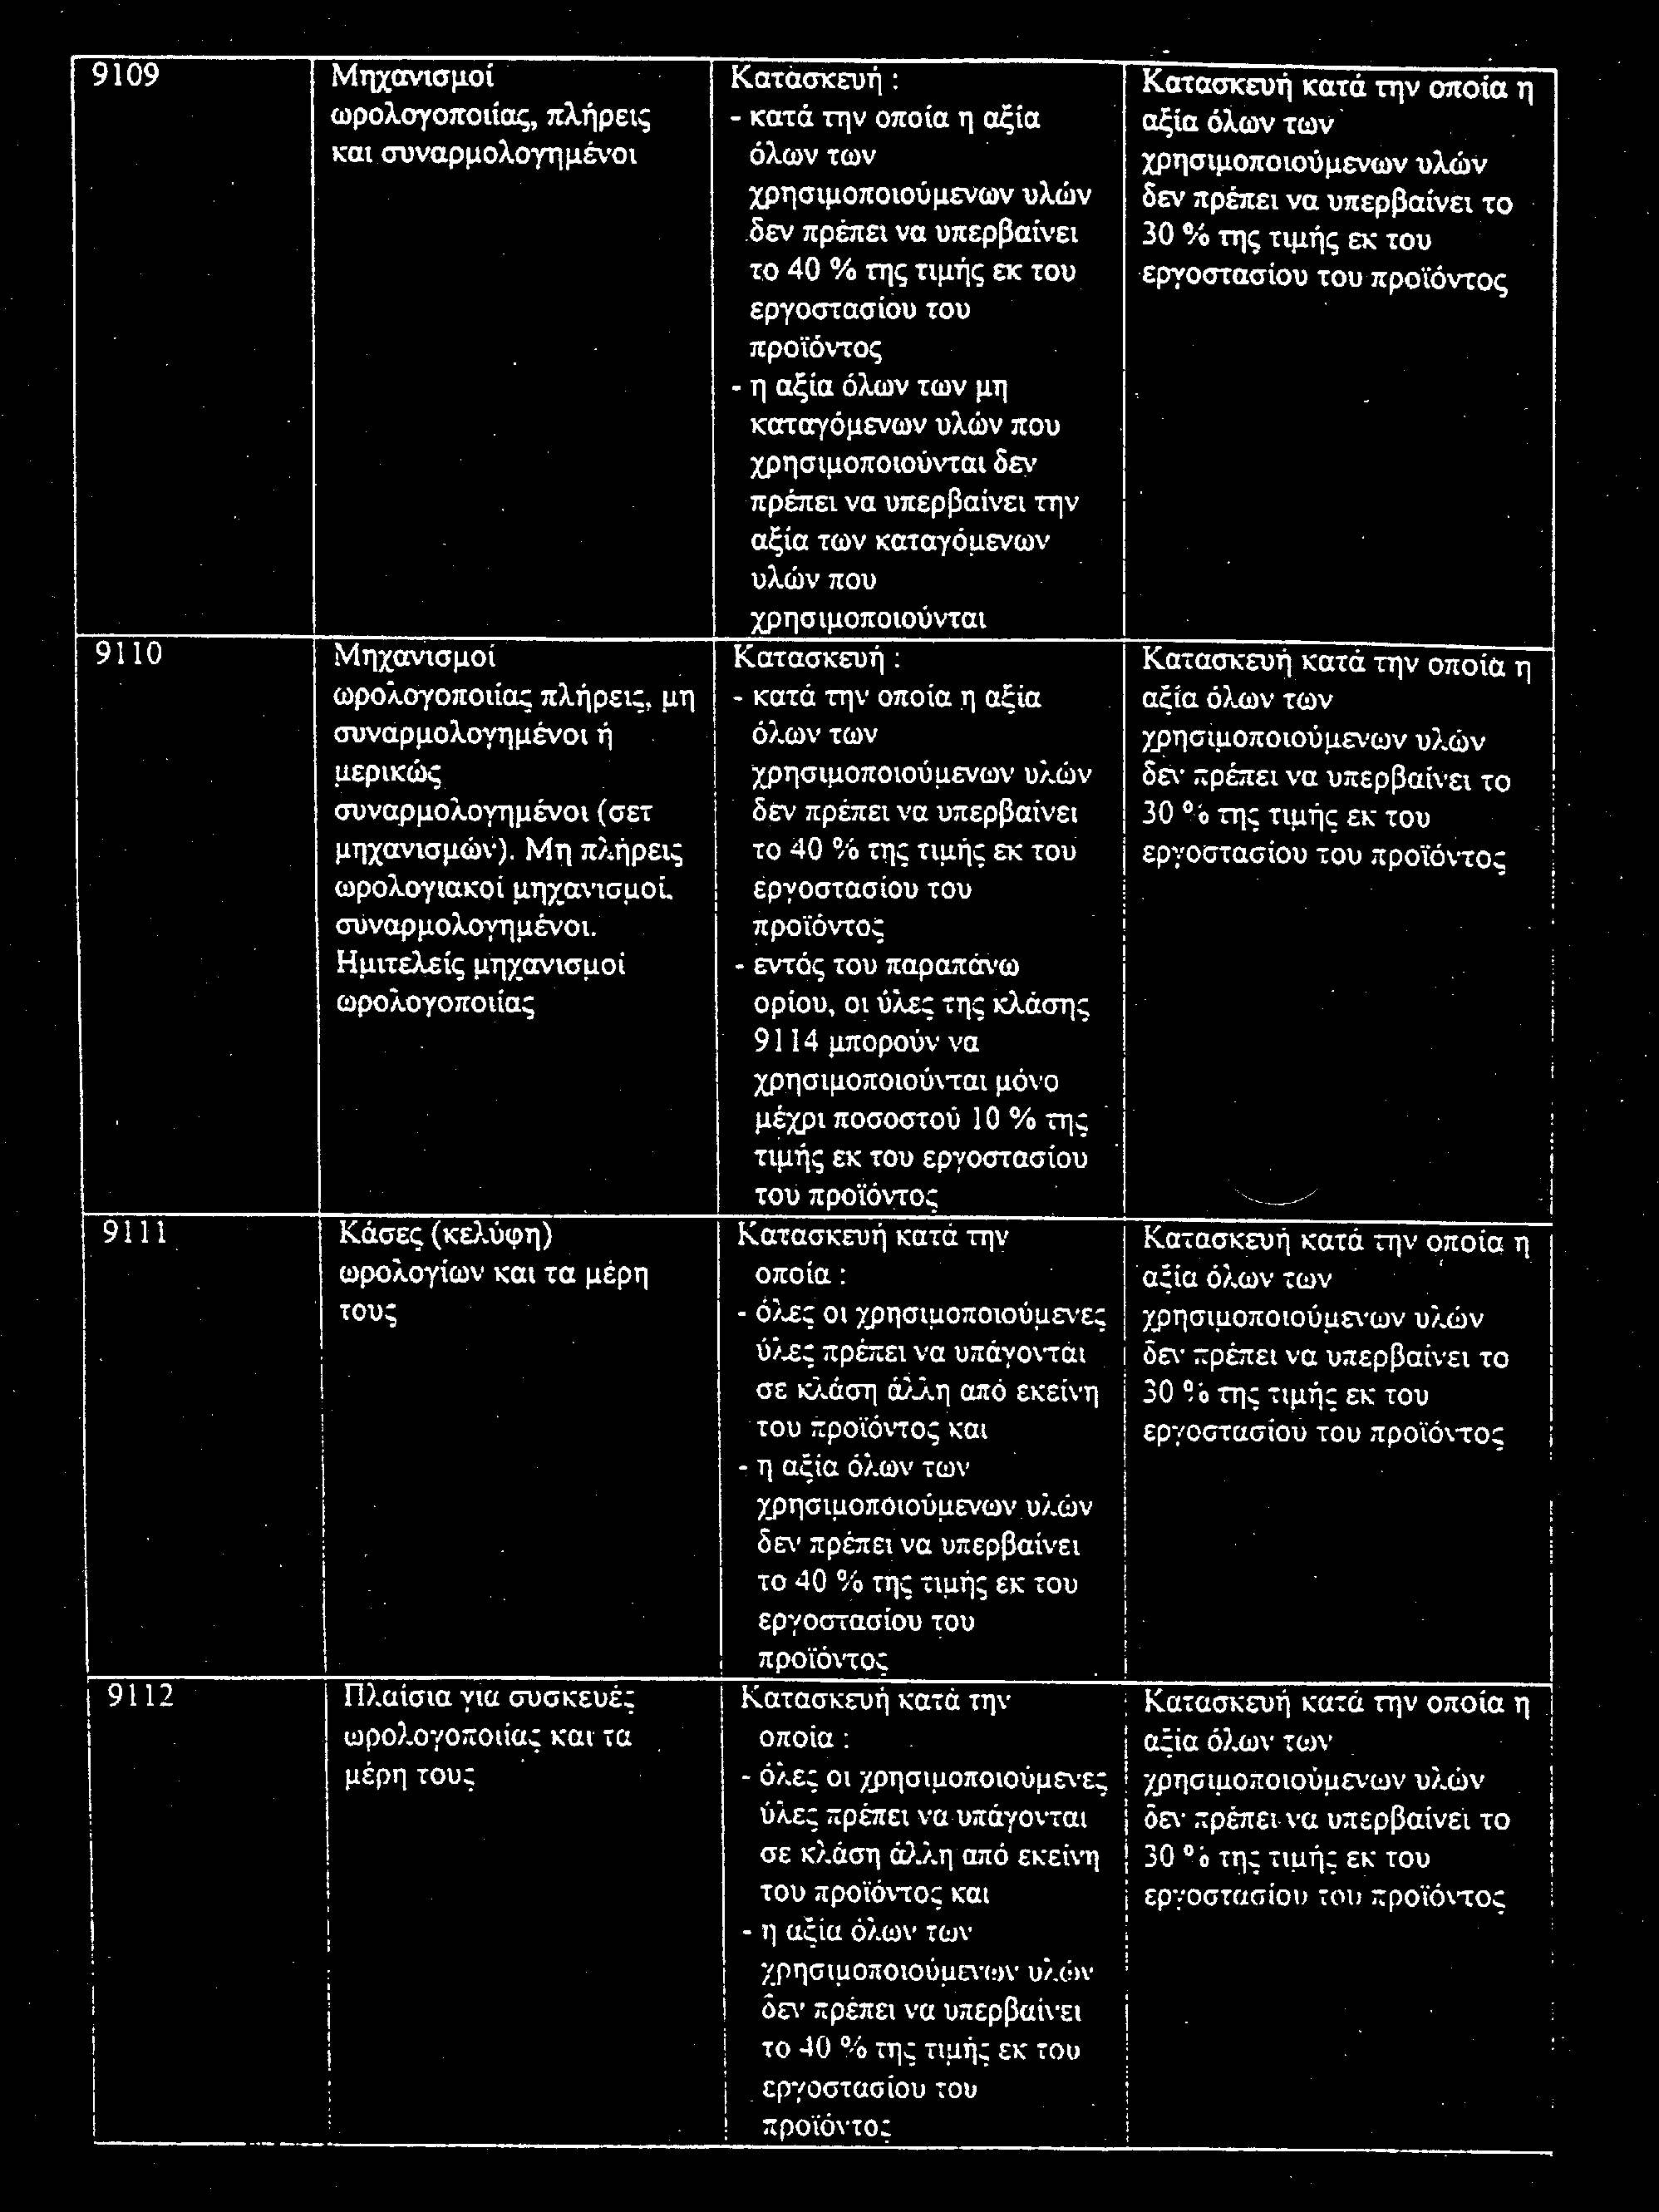 9109
Μηχανισμοί
ωρολογοποιίας, πλήρεις
και συναρμολογημένοι
Κατασκευή :
- κατά την οποία η αξία
όλων των
χρησιμοποιούμενων υλών
δεν πρέπει να υπερβαίνει
το 40 % της τιμής εκ του
εργοστασίου του
προϊόντος
- η αξία όλων των μη
καταγόμενων υλών που
χρησιμοποιούνται δεν
πρέπει να υπερβαίνει την
αξία των καταγόμενων
υλών που
χρησιμοποιούνται
Κατασκευή κατά την οποία η
αξία όλων των
χρησιμοποιούμενων υλών
δεν πρέπει να υπερβαίνει το
30 % της τιμής εκ του
εργοστασίου του προϊόντος
9110
Μηχανισμοί
ωρολογοποιίας πλήρεις, μη
συναρμολογημένοι ή
μερικώς
συναρμολογημένοι (σετ
μηχανισμών). Μη πλήρεις
ωρολογιακοί μηχανισμοί,
συναρμολογημένοι.
Ημιτελείς μηχανισμοί
ωρολογοποιίας
Κατασκευή :
- κατά την οποία η αξία
όλων των
χρησιμοποιούμενων υλών
δεν πρέπει να υπερβαίνει
το 40 % της τιμής εκ του
εργοστασίου του
προϊόντος
- εντός του παραπάνω
ορίου, οι ύλες της κλάσης
9114 μπορούν να
χρησιμοποιούνται μόνο
μέχρι ποσοστού 10 % της
τιμής εκ του εργοστασίου
του προϊόντος
Κατασκευή κατά την οποία η
αξία όλων των
χρησιμοποιούμενων υλών
δεν πρέπει να υπερβαίνει το
30 % της τιμής εκ του
εργοστασίου του προϊόντος
9111
Κάσες (κελύφη)
ωρολογίων και τα μέρη
τους
Κατασκευή κατά την
οποία :
- όλες οι χρησιμοποιούμενες
ύλες πρέπει να υπάγονται
σε κλάση άλλη από εκείνη
του προϊόντος και
- η αξία όλων των
χρησιμοποιούμενων υλών
δεν πρέπει να υπερβαίνει
το 40 % της τιμής εκ του
εργοστασίου του
προϊόντος
Κατασκευή κατά την οποία η
αξία όλων των
χρησιμοποιούμενων υλών
δεν πρέπει να υπερβαίνει το
30 % της τιμής εκ του
εργοστασίου του προϊόντος
9112
Πλαίσια για συσκευές
ωρολογοποιίας και τα
μέρη τους
Κατασκευή κατά την
οποία :
- όλες οι χρησιμοποιούμενες
ύλες πρέπει να υπάγονται
σε κλάση άλλη από εκείνη
του προϊόντος και
- η αξία όλων των
χρησιμοποιούμενων υλών
δεν πρέπει να υπερβαίνει
το 40 % της τιμής εκ του
εργοστασίου του
προϊόντος
Κατασκευή κατά την οποία η
αξία όλων των
χρησιμοποιούμενων υλών
δεν πρέπει να υπερβαίνει το
30 % της τιμής εκ του
εργοστασίου του προϊόντος